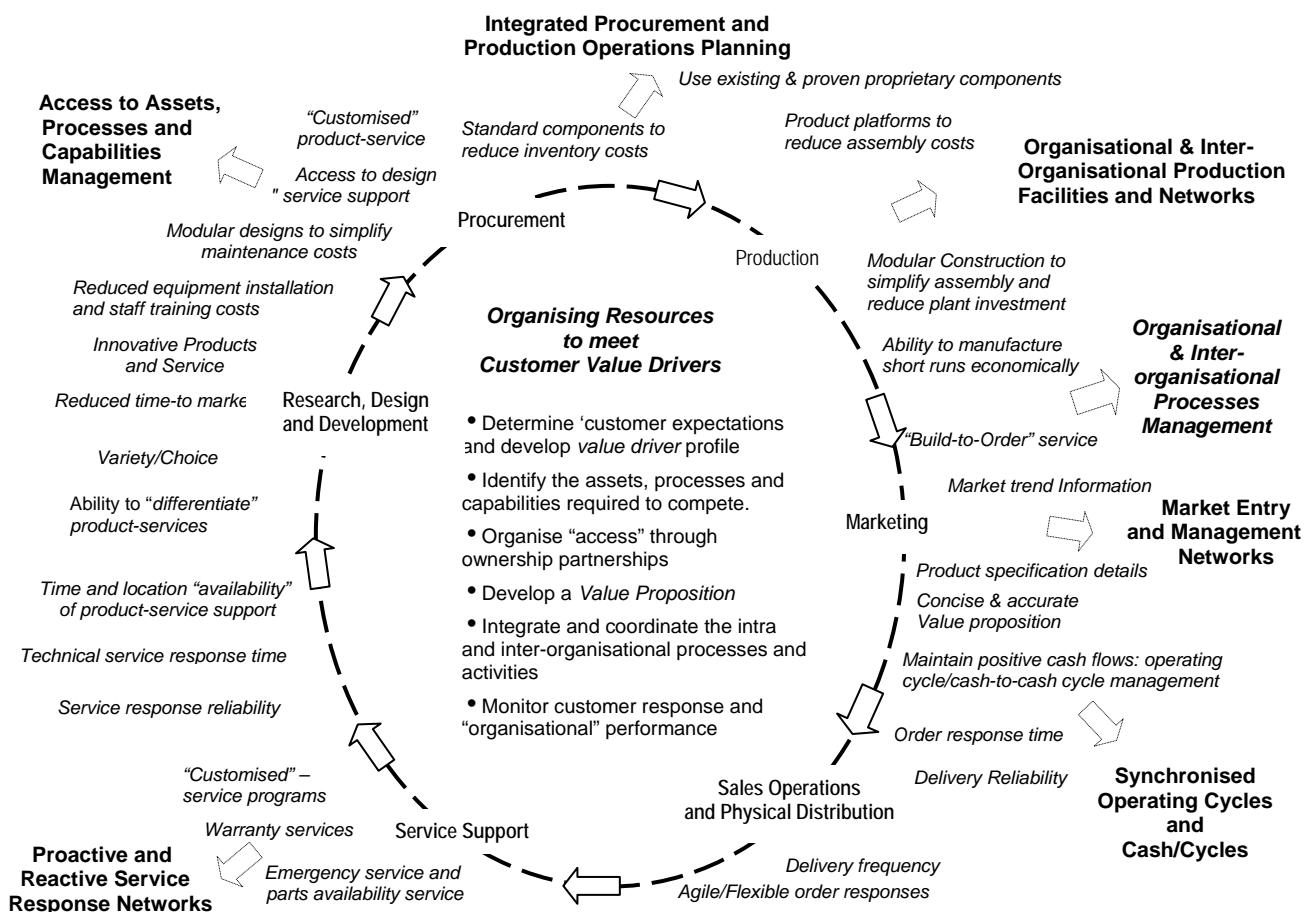 Integrated Procurement and
Production Operations Planning
Use existing & proven proprietary components
Access to Assets,
Processes and
Capabilities
Management
“Customised”
product-service
Standard components to
reduce inventory costs
Product platforms to
reduce assembly costs
Organisational & Inter-
Organisational Production
Facilities and Networks
Access to design
" service support
Procurement
Modular designs to simplify
maintenance costs
Production
Modular Construction to
simplify assembly and
reduce plant investment
Reduced equipment installation
and staff training costs
Organising Resources
to meet
Customer Value Drivers
Organisational
& Inter-
organisational
Processes
Management
Innovative Products
and Service
Ability to manufacture
short runs economically
Reduced time-to marke
Research, Design
and Development
• Determine ‘customer expectations
and develop value driver profile
“Build-to-Order” service
Variety/Choice
• Identify the assets, processes and
capabilities required to compete.
Market trend Information
Ability to “differentiate”
product-services
Marketing
Market Entry
and Management
Networks
• Organise “access” through
ownership partnerships
Product specification details
Time and location “availability”
of product-service support
• Develop a Value Proposition
Concise & accurate
Value proposition
• Integrate and coordinate the intra
and inter-organisational processes and
activities
Technical service response time
Maintain positive cash flows: operating
cycle/cash-to-cash cycle management
Service response reliability
• Monitor customer response and
“organisational” performance
Order response time
“Customised” –
service programs
Sales Operations
and Physical Distribution
Delivery Reliability
Synchronised
Operating Cycles
and
Cash/Cycles
Warranty services
Service Support
Proactive and
Reactive Service
Response Networks
Emergency service and
parts availability service
Delivery frequency
Agile/Flexible order responses